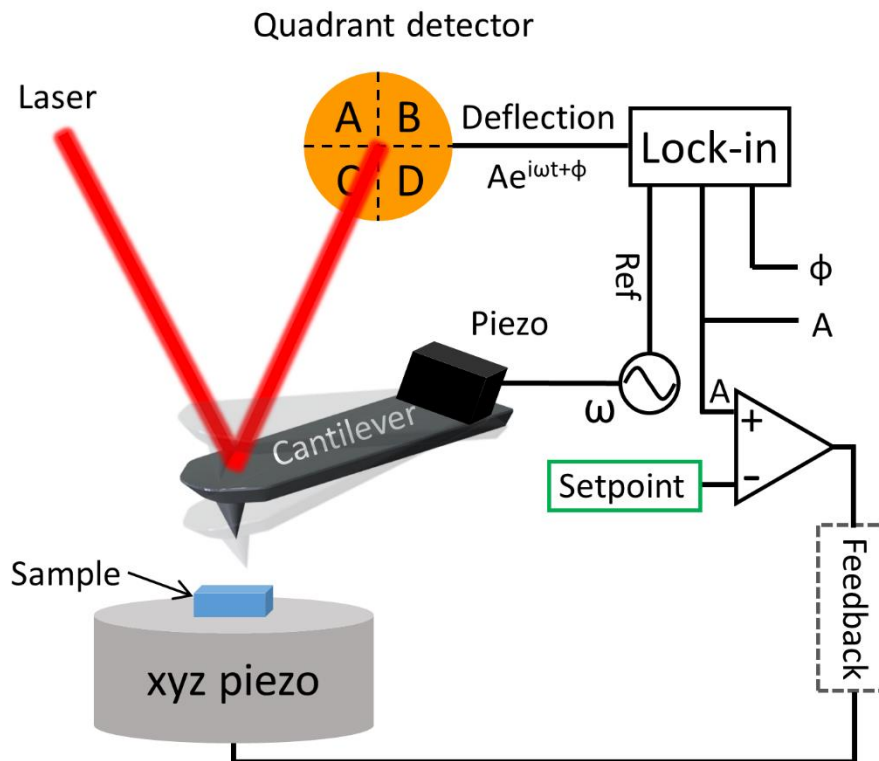 Quadrant detector
Laser
A B
C D
Deflection
Ae^{iωt+ϕ}
Lock-in
Ref
ϕ
A
Piezo
ω
A
+
-
Cantilever
Setpoint
Feedback
Sample
xyz piezo